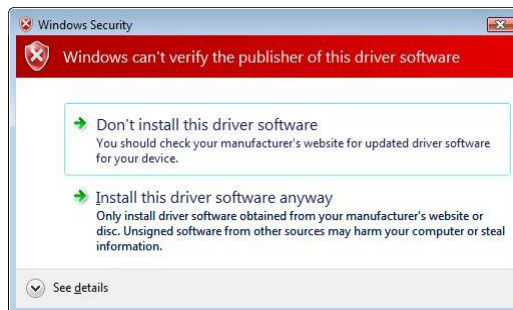 Windows Security
Windows can't verify the publisher of this driver software
Don't install this driver software
You should check your manufacturer's website for updated driver software
for your device.
Install this driver software anyway
Only install driver software obtained from your manufacturer's website or
disc. Unsigned software from other sources may harm your computer or steal
information.
See details